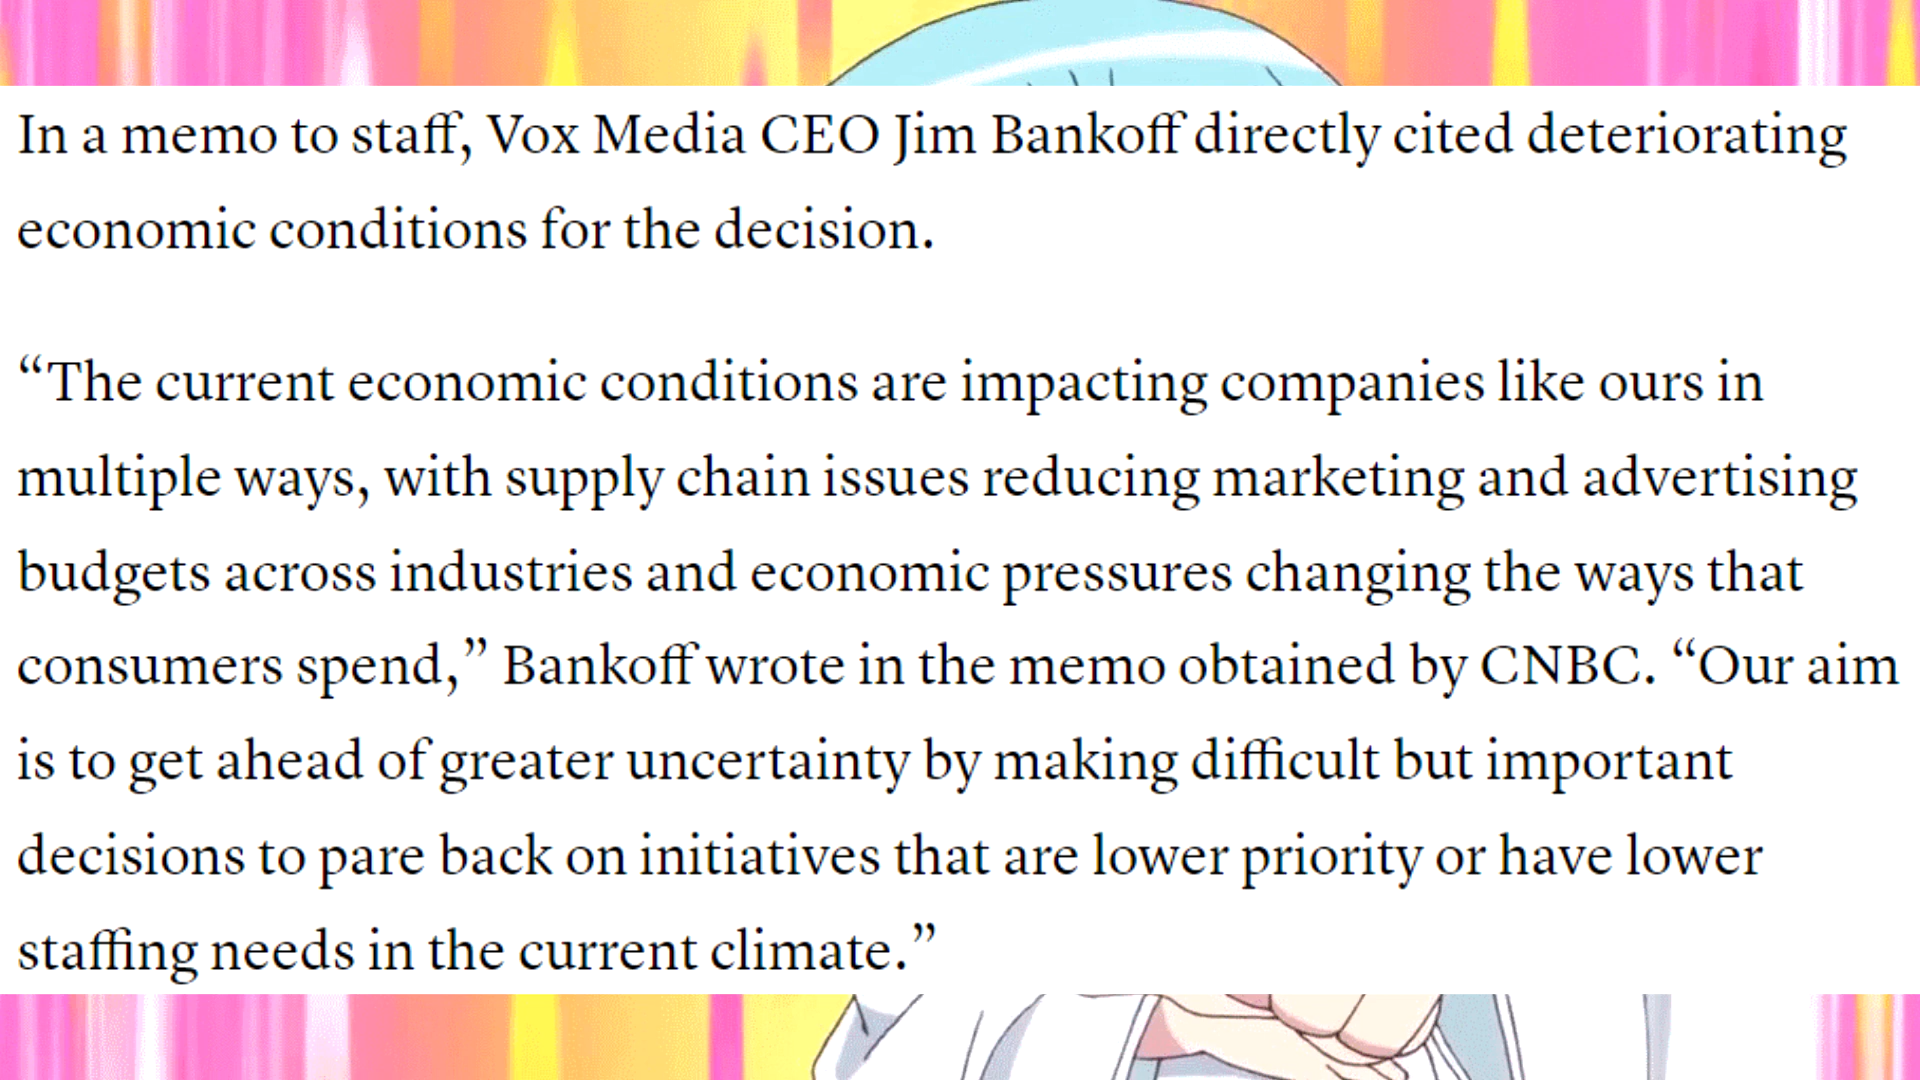 In a memo to staff, Vox Media CEO Jim Bankoff directly cited deteriorating
economic conditions for the decision.
“The current economic conditions are impacting companies like ours in
multiple ways, with supply chain issues reducing marketing and advertising
budgets across industries and economic pressures changing the ways that
consumers spend,” Bankoff wrote in the memo obtained by CNBC. “Our aim
is to get ahead of greater uncertainty by making difficult but important
decisions to pare back on initiatives that are lower priority or have lower
staffing needs in the current climate.”